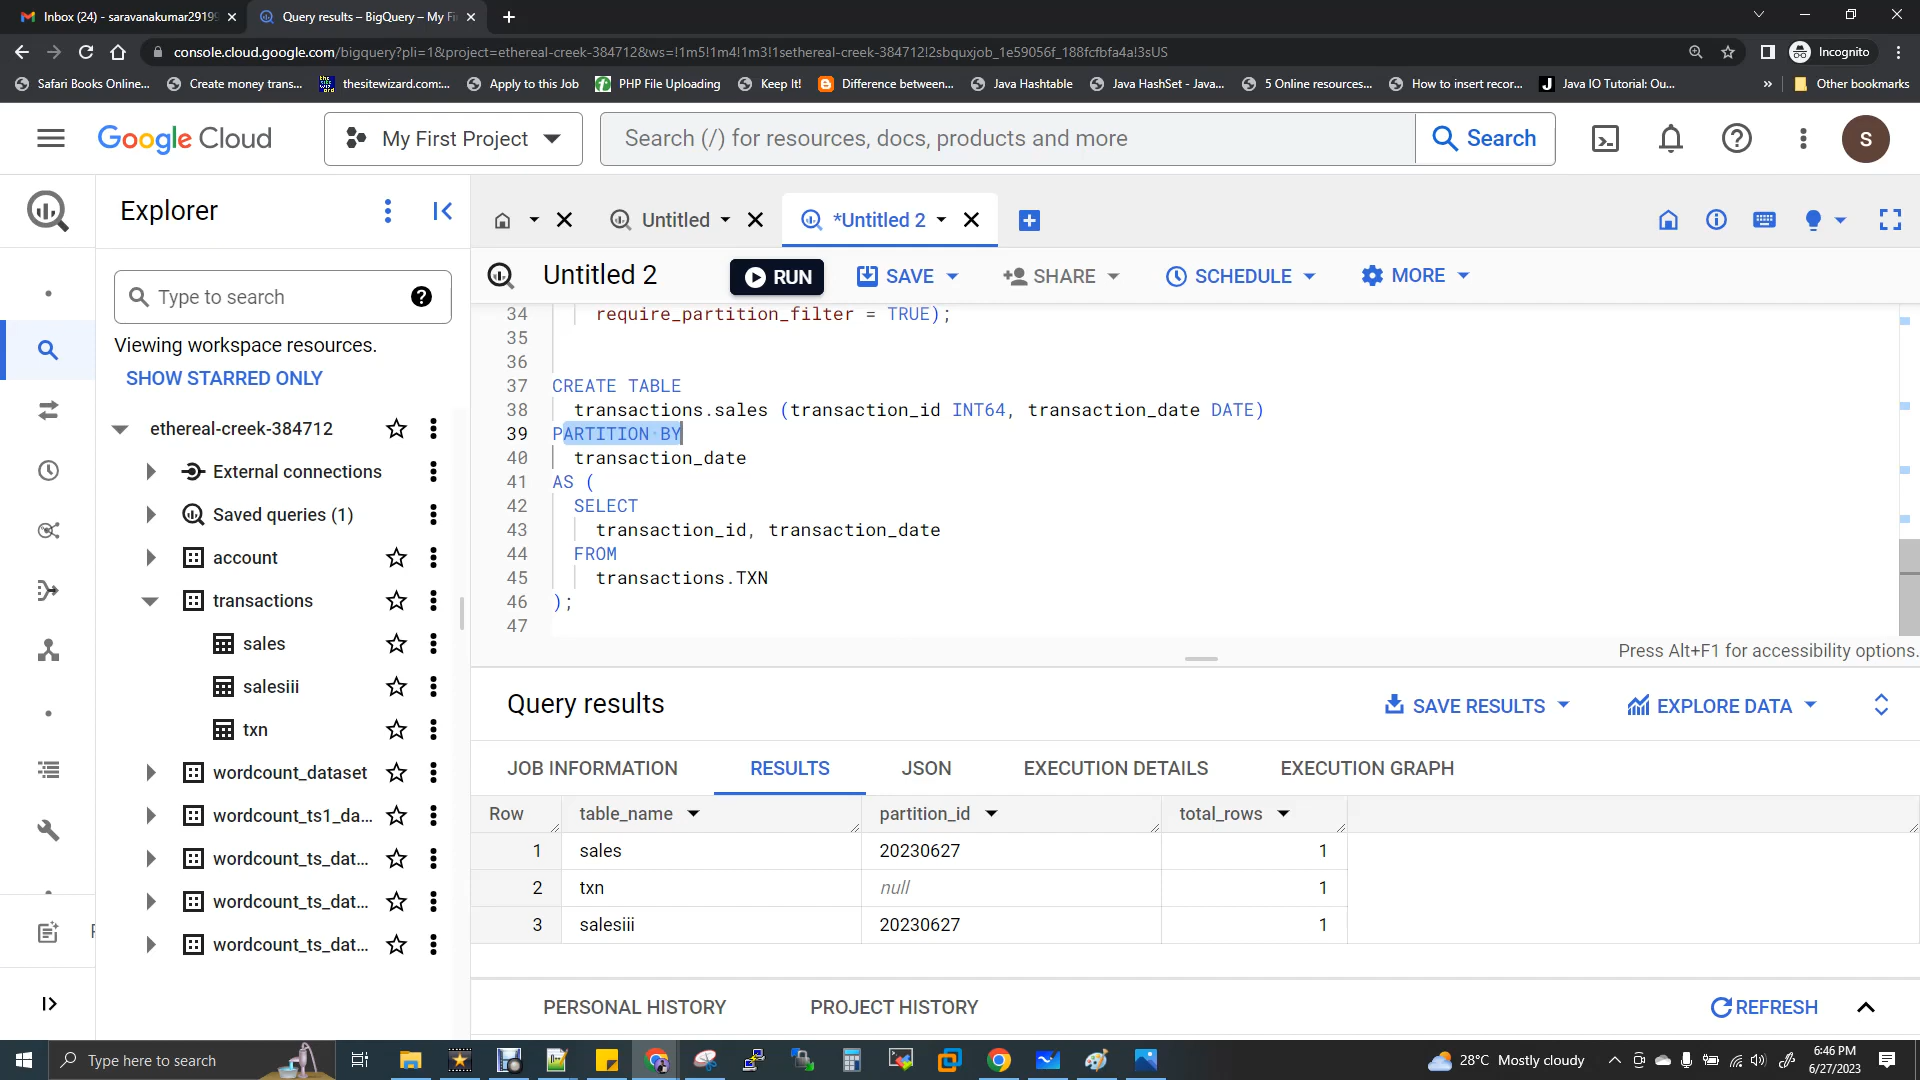 Inbox (24) - saravanakumar29199
Query results – BigQuery – My Fi
console.cloud.google.com/bigquery?pli=1&project=ethereal-creek-384712&ws=!1m5!1m4!1m3!1sethereal-creek-384712!2sbquxjob_1e59056f_188fcfbfa4a!3sUS
Incognito
Safari Books Online...
Create money trans...
thesitewizard.com:...
Apply to this Job
PHP File Uploading
Keep It!
Difference between...
Java Hashtable
Java HashSet - Java...
5 Online resources...
How to insert recor...
Java IO Tutorial: Ou...
»
Other bookmarks
Google Cloud
My First Project
Search (/) for resources, docs, products and more
Search
S
Explorer
Untitled
*Untitled 2
Untitled 2
RUN
SAVE
SHARE
SCHEDULE
MORE
Type to search
Viewing workspace resources.
SHOW STARRED ONLY
ethereal-creek-384712
External connections
Saved queries (1)
account
transactions
sales
salesiii
txn
wordcount_dataset
wordcount_ts1_da...
wordcount_ts_dat...
wordcount_ts_dat...
wordcount_ts_dat...
34 require_partition_filter = TRUE);
35
36
37 CREATE TABLE
38 transactions.sales (transaction_id INT64, transaction_date DATE)
39 PARTITION BY
40 transaction_date
41 AS (
42 SELECT
43 transaction_id, transaction_date
44 FROM
45 transactions.TXN
46 );
47
Press Alt+F1 for accessibility options.
Query results
SAVE RESULTS
EXPLORE DATA
JOB INFORMATION
RESULTS
JSON
EXECUTION DETAILS
EXECUTION GRAPH
Row table_name partition_id total_rows
1 sales 20230627 1
2 txn null 1
3 salesiii 20230627 1
PERSONAL HISTORY
PROJECT HISTORY
REFRESH
Type here to search
28°C Mostly cloudy
6:46 PM
6/27/2023